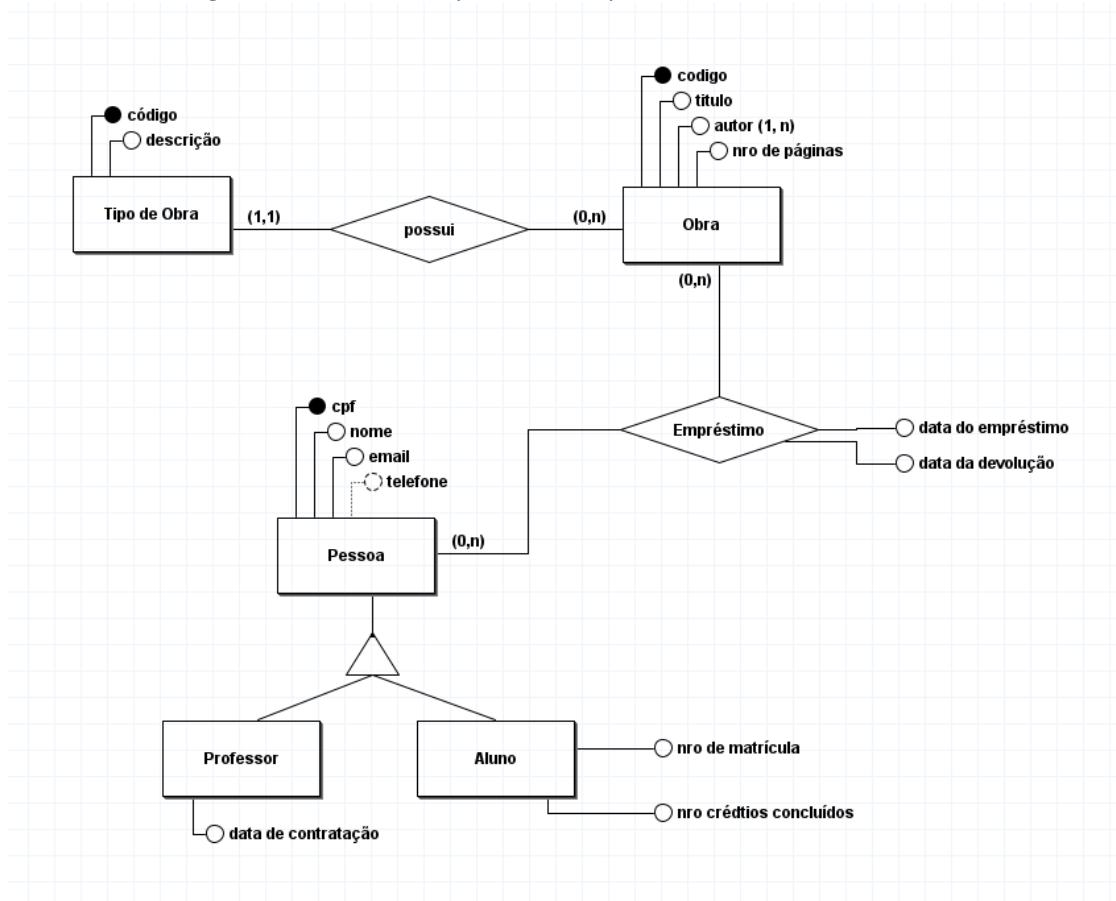 codigo
titulo
autor (1, n)
nro de páginas
código
descrição
Tipo de Obra
(1,1)
possui
(0,n)
Obra
(0,n)
Empréstimo
data do empréstimo
data da devolução
cpf
nome
email
telefone
Pessoa
(0,n)
Professor
Aluno
nro de matrícula
nro crédtios concluídos
data de contratação